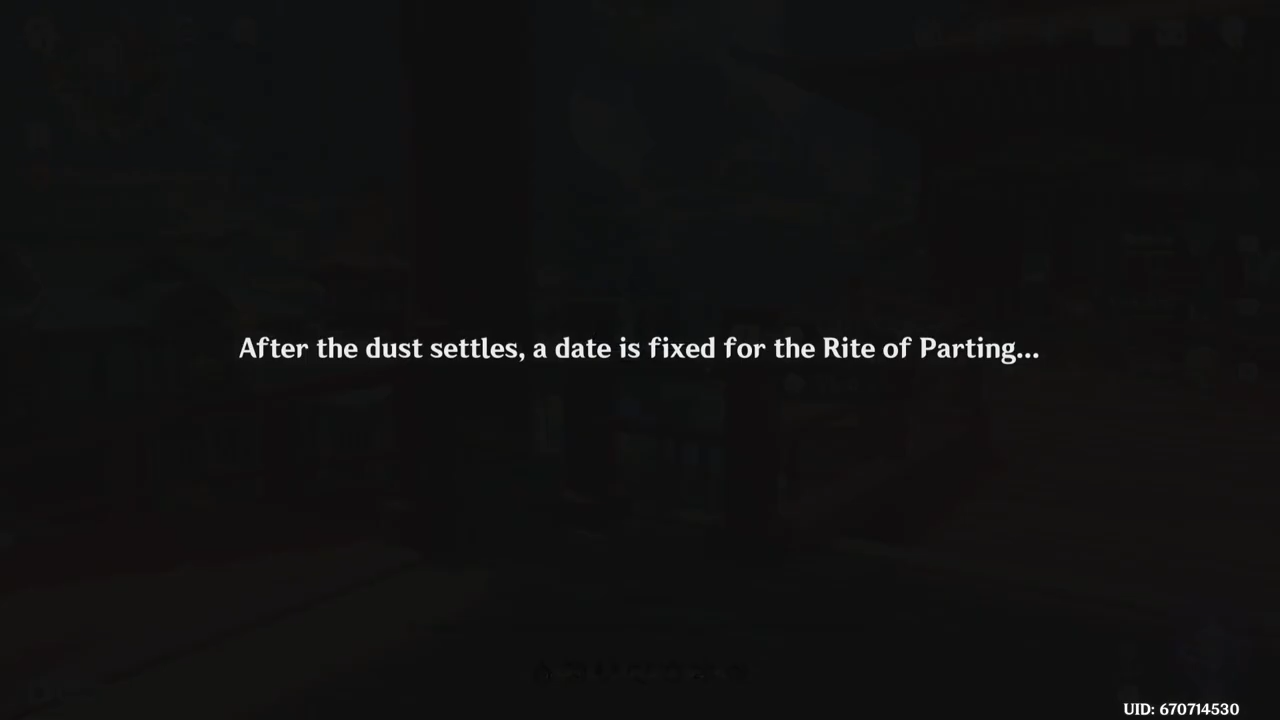 After the dust settles, a date is fixed for the Rite of Parting...
UID: 670714530